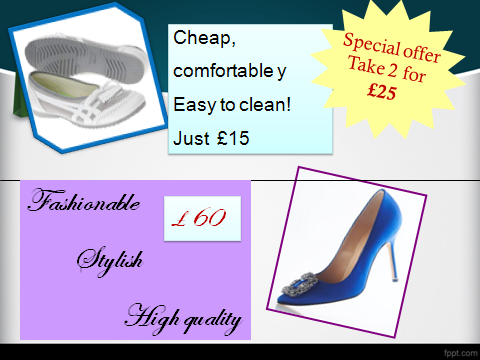 Cheap,
comfortable y
Easy to clean!
Just £15
Special offer
Take 2 for
£25
Fashionable
£ 60
Stylish
High quality
fppt.com